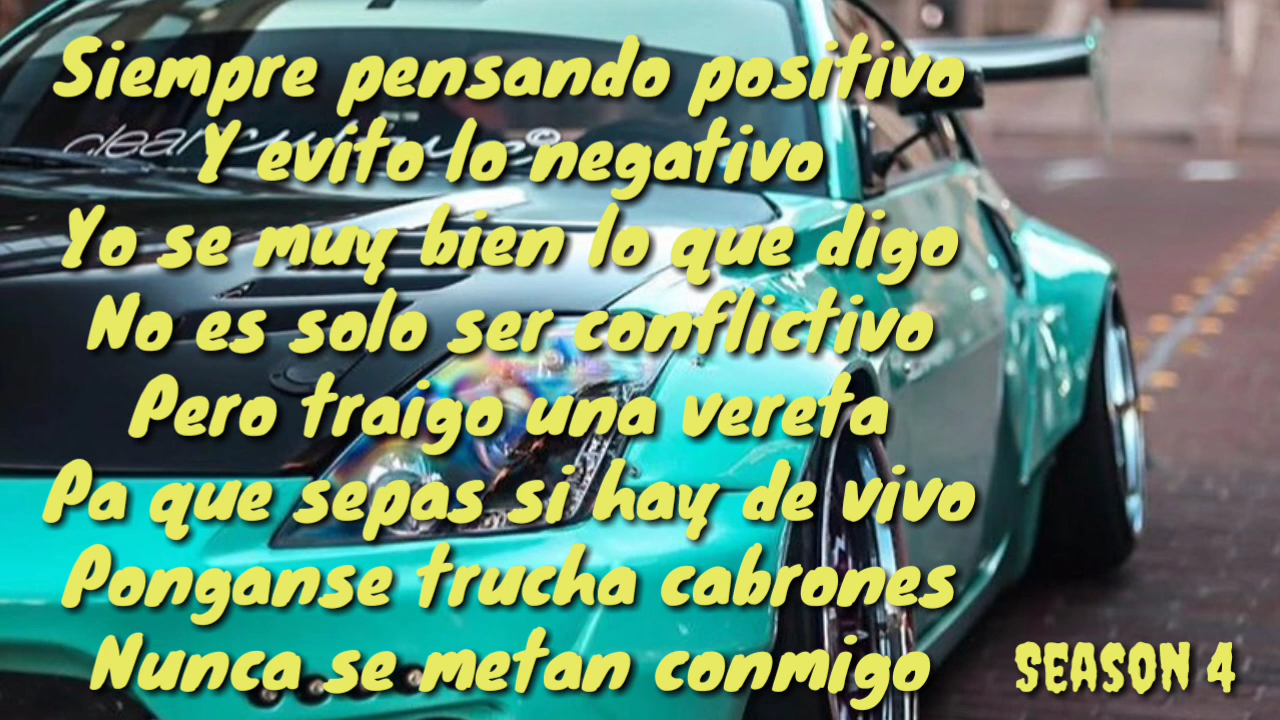 Siempre pensando positivo
Y evito lo negativo
Yo se muy bien lo que digo
No es solo ser conflictivo
Pero traigo una vereta
Pa que sepas si hay de vivo
Ponganse trucha cabrones
Nunca se metan conmigo
SEASON 4